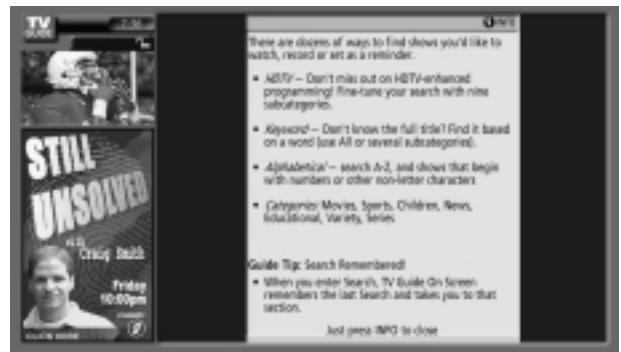 TV
GUIDE
INFO
There are dozens of ways to find shows you'd like to
watch, record or set as a reminder.
• HDTV – Don't miss out on HDTV-enhanced
programming! Fine-tune your search with nine
subcategories.
• Keyword – Don't know the full title? Find it based
on a word (use All or several subcategories).
• Alphabetical – search A-Z, and shows that begin
with numbers or other non-letter characters
• Categories: Movies, Sports, Children, News,
Educational, Variety, Series
Guide Tip: Search Remembered!
• When you enter Search, TV Guide On Screen
remembers the last Search and takes you to that
section.
Just press INFO to close
STILL
UNSOLVED
with
Craig Smith
Friday
10:00pm